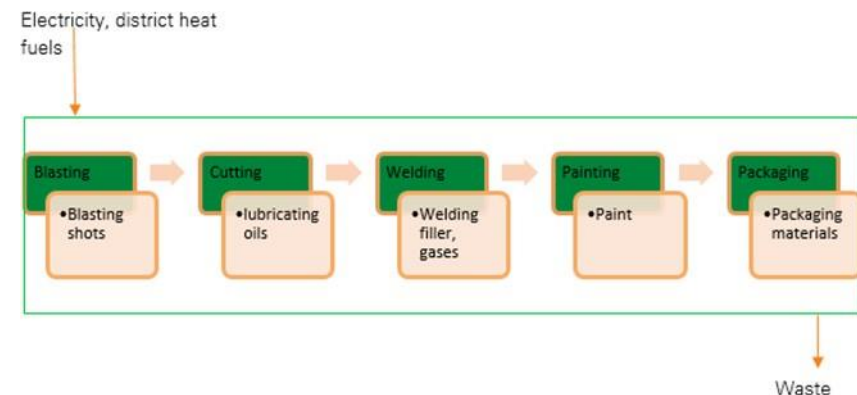 Electricity, district heat
fuels
Blasting
•Blasting
shots
Cutting
•lubricating
oils
Welding
•Welding
filler,
gases
Painting
•Paint
Packaging
•Packaging
materials
Waste